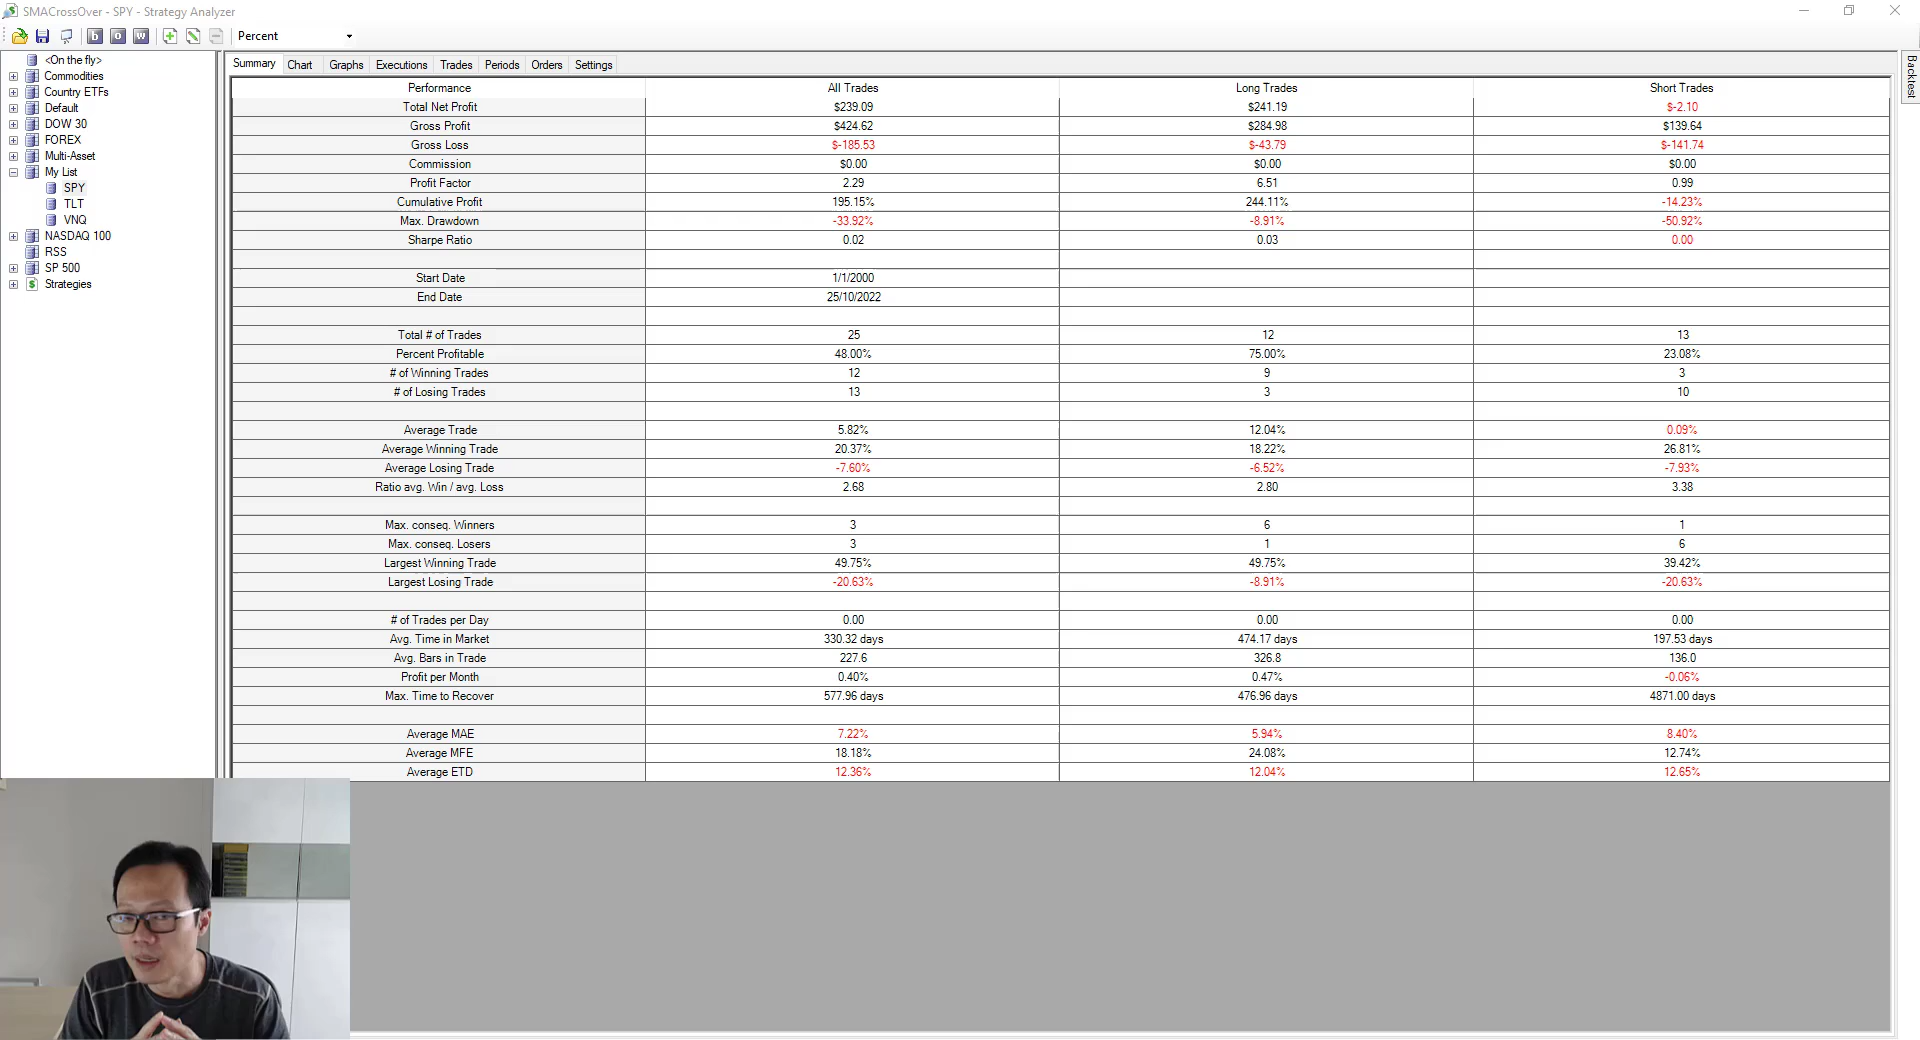 SMACrossOver - SPY - Strategy Analyzer
b o w Percent
<On the fly>
Commodities
Country ETFs
Default
DOW 30
FOREX
Multi-Asset
My List
SPY
TLT
VNQ
NASDAQ 100
RSS
SP 500
$ Strategies
Summary Chart Graphs Executions Trades Periods Orders Settings
Backtest
Performance All Trades Long Trades Short Trades
Total Net Profit $239.09 $241.19 $-2.10
Gross Profit $424.62 $284.98 $139.64
Gross Loss $-185.53 $-43.79 $-141.74
Commission $0.00 $0.00 $0.00
Profit Factor 2.29 6.51 0.99
Cumulative Profit 195.15% 244.11% -14.23%
Max. Drawdown -33.92% -8.91% -50.92%
Sharpe Ratio 0.02 0.03 0.00
Start Date 1/1/2000
End Date 25/10/2022
Total # of Trades 25 12 13
Percent Profitable 48.00% 75.00% 23.08%
# of Winning Trades 12 9 3
# of Losing Trades 13 3 10
Average Trade 5.82% 12.04% 0.09%
Average Winning Trade 20.37% 18.22% 26.81%
Average Losing Trade -7.60% -6.52% -7.93%
Ratio avg. Win / avg. Loss 2.68 2.80 3.38
Max. conseq. Winners 3 6 1
Max. conseq. Losers 3 1 6
Largest Winning Trade 49.75% 49.75% 39.42%
Largest Losing Trade -20.63% -8.91% -20.63%
# of Trades per Day 0.00 0.00 0.00
Avg. Time in Market 330.32 days 474.17 days 197.53 days
Avg. Bars in Trade 227.6 326.8 136.0
Profit per Month 0.40% 0.47% -0.06%
Max. Time to Recover 577.96 days 476.96 days 4871.00 days
Average MAE 7.22% 5.94% 8.40%
Average MFE 18.18% 24.08% 12.74%
Average ETD 12.36% 12.04% 12.65%